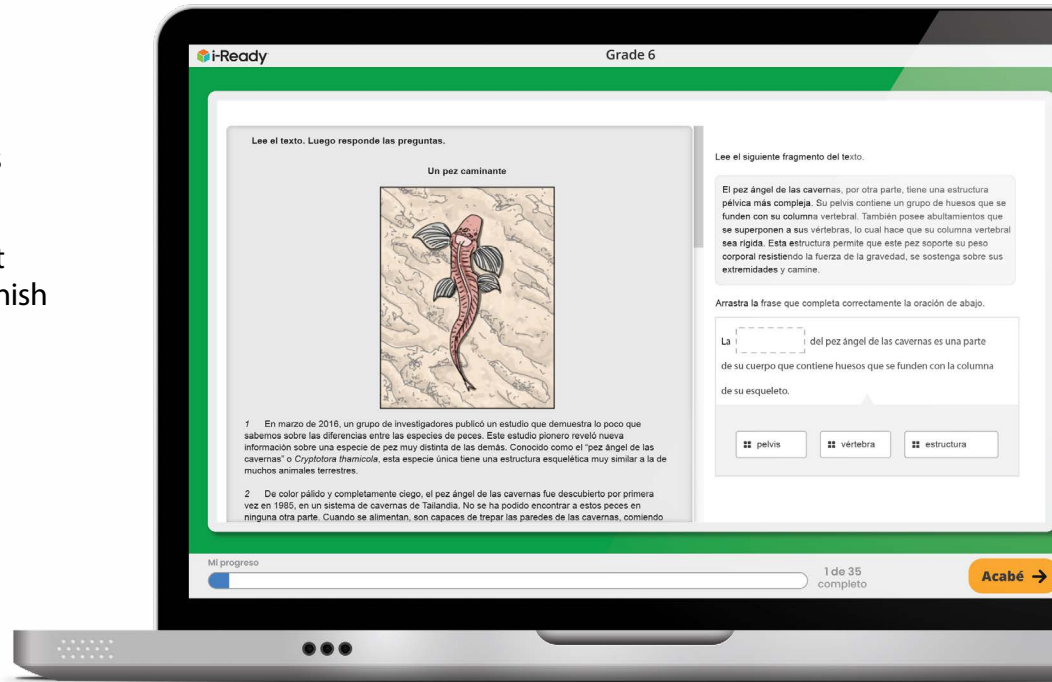 s
t
nish
i-Ready
Grade 6
Lee el texto. Luego responde las preguntas.
Un pez caminante
1 En marzo de 2016, un grupo de investigadores publicó un estudio que demuestra lo poco que
sabemos sobre las diferencias entre las especies de peces. Este estudio pionero reveló nueva
información sobre una especie de pez muy distinta de las demás. Conocido como el "pez ángel de las
cavernas" o Cryptotora thamicola, esta especie única tiene una estructura esquelética muy similar a la de
muchos animales terrestres.
2 De color pálido y completamente ciego, el pez ángel de las cavernas fue descubierto por primera
vez en 1985, en un sistema de cavernas de Tailandia. No se ha podido encontrar a estos peces en
ninguna otra parte. Cuando se alimentan, son capaces de trepar las paredes de las cavernas, comiendo
Lee el siguiente fragmento del texto.
El pez ángel de las cavernas, por otra parte, tiene una estructura
pélvica más compleja. Su pelvis contiene un grupo de huesos que se
funden con su columna vertebral. También posee abultamientos que
se superponen a sus vértebras, lo cual hace que su columna vertebral
sea rígida. Esta estructura permite que este pez soporte su peso
corporal resistiendo la fuerza de la gravedad, se sostenga sobre sus
extremidades y camine.
Arrastra la frase que completa correctamente la oración de abajo.
La del pez ángel de las cavernas es una parte
de su cuerpo que contiene huesos que se funden con la columna
de su esqueleto.
pelvis vértebra estructura
Mi progreso
1 de 35
completo
Acabé →